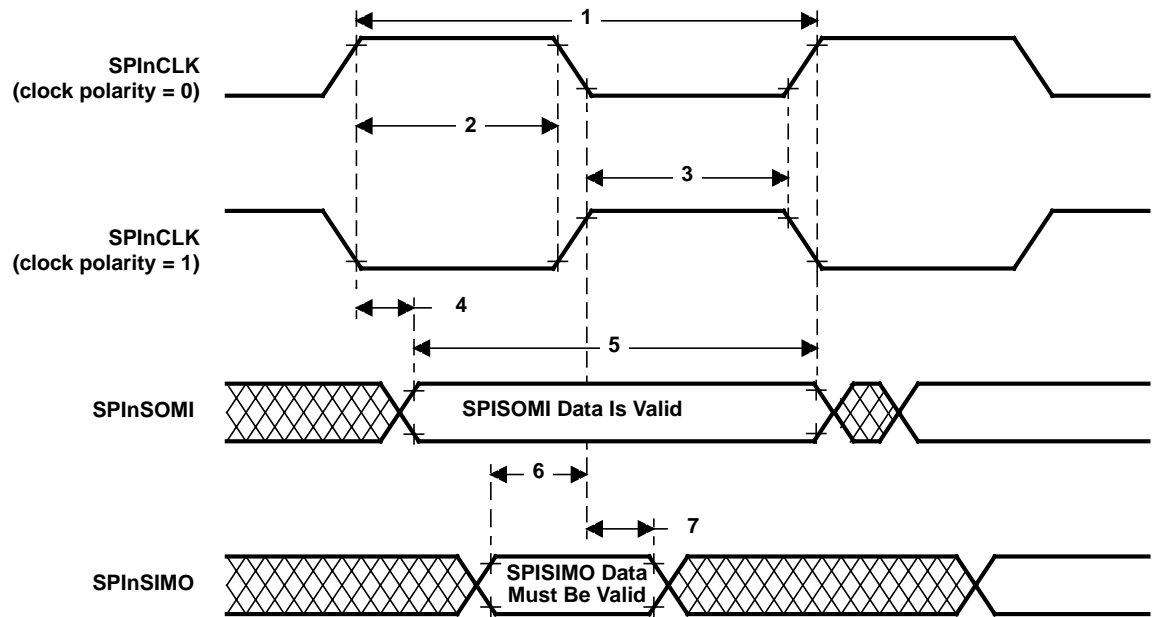 1
SPInCLK
(clock polarity = 0)
2
3
SPInCLK
(clock polarity = 1)
4
5
SPInSOMI
SPISOMI Data Is Valid
6
7
SPInSIMO
SPISIMO Data
Must Be Valid